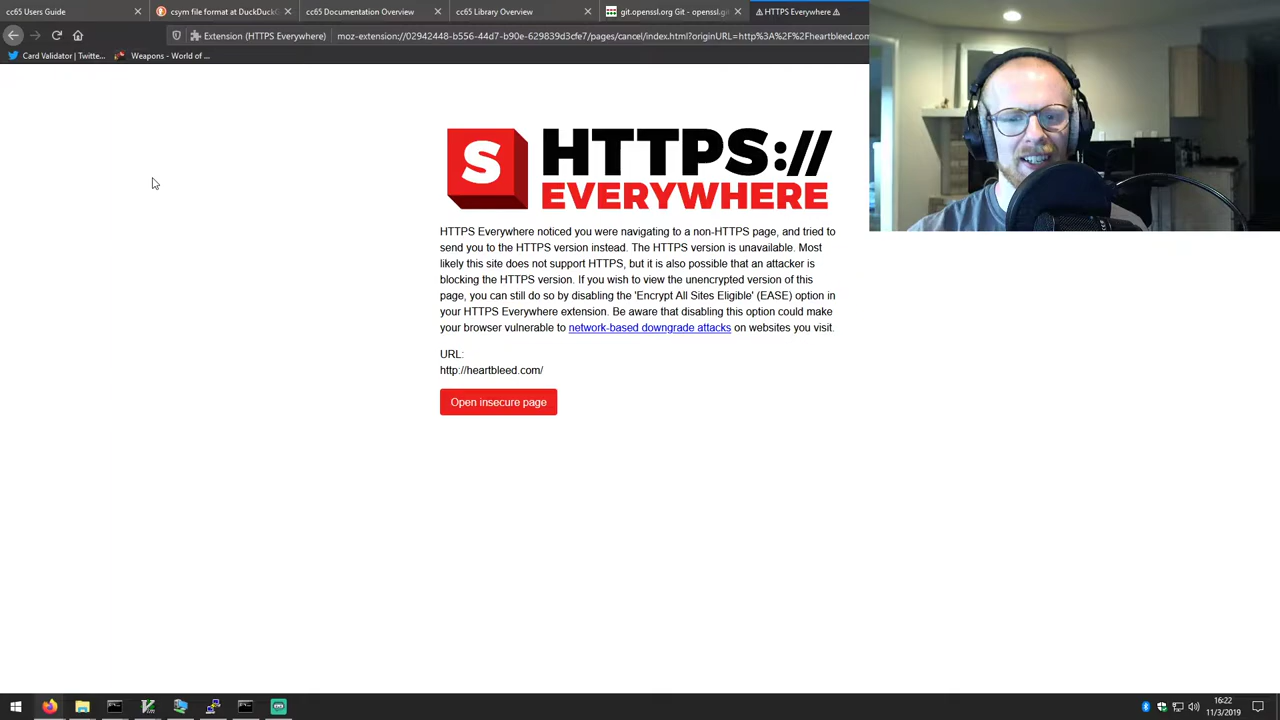 cc65 Users Guide
csym file format at DuckDuckG
cc65 Documentation Overview
cc65 Library Overview
git.openssl.org Git - openssl.gi
⚠ HTTPS Everywhere ⚠
Extension (HTTPS Everywhere)
moz-extension://02942448-b556-44d7-b90e-629839d3cfe7/pages/cancel/index.html?originURL=http%3A%2F%2Fheartbleed.com
Card Validator | Twitte...
Weapons - World of ...
S
HTTPS://
EVERYWHERE
HTTPS Everywhere noticed you were navigating to a non-HTTPS page, and tried to
send you to the HTTPS version instead. The HTTPS version is unavailable. Most
likely this site does not support HTTPS, but it is also possible that an attacker is
blocking the HTTPS version. If you wish to view the unencrypted version of this
page, you can still do so by disabling the 'Encrypt All Sites Eligible' (EASE) option in
your HTTPS Everywhere extension. Be aware that disabling this option could make
your browser vulnerable to network-based downgrade attacks on websites you visit.
URL:
http://heartbleed.com/
Open insecure page
16:22
11/3/2019